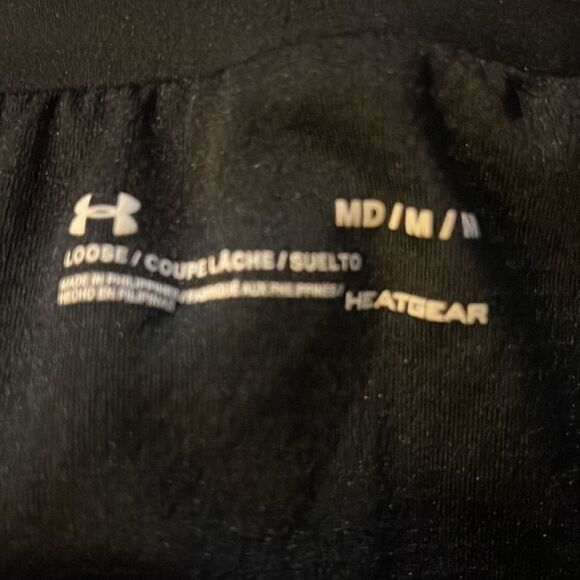 MD/M/M
LOOSE/COUPE LÂCHE/SUELTO
MADE IN PHILIPPINES/FABRIQUÉ AUX PHILIPPINES/
HECHO EN FILIPINAS
HEATGEAR